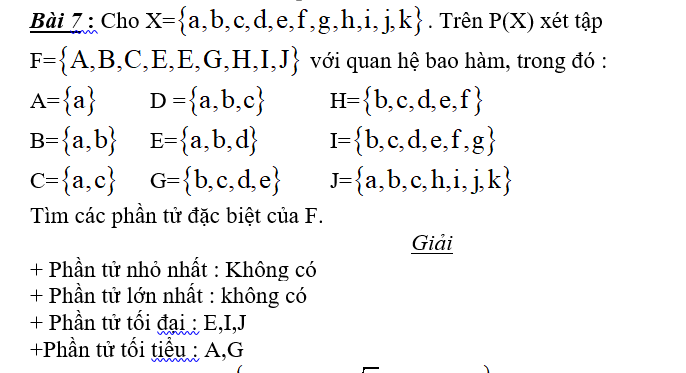 Bài 7 : Cho X={a,b,c,d,e,f,g,h,i,j,k} . Trên P(X) xét tập
F={A,B,C,E,E,G,H,I,J} với quan hệ bao hàm, trong đó :
A={a} D ={a,b,c} H={b,c,d,e,f}
B={a,b} E={a,b,d} I={b,c,d,e,f,g}
C={a,c} G={b,c,d,e} J={a,b,c,h,i,j,k}
Tìm các phần tử đặc biệt của F.
Giải
+ Phần tử nhỏ nhất : Không có
+ Phần tử lớn nhất : không có
+ Phần tử tối đại : E,I,J
+Phần tử tối tiểu : A,G